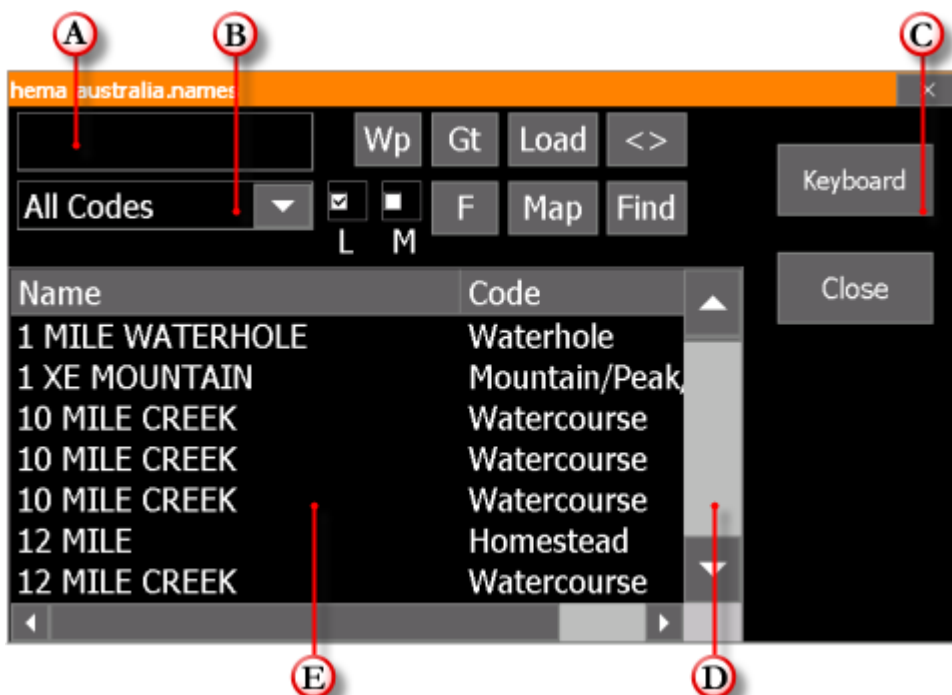 A B C
hema australia.names ×
Wp Gt Load <> Keyboard
All Codes L M F Map Find
Close
Name Code
1 MILE WATERHOLE Waterhole
1 XE MOUNTAIN Mountain/Peak,
10 MILE CREEK Watercourse
10 MILE CREEK Watercourse
10 MILE CREEK Watercourse
12 MILE Homestead
12 MILE CREEK Watercourse
E D